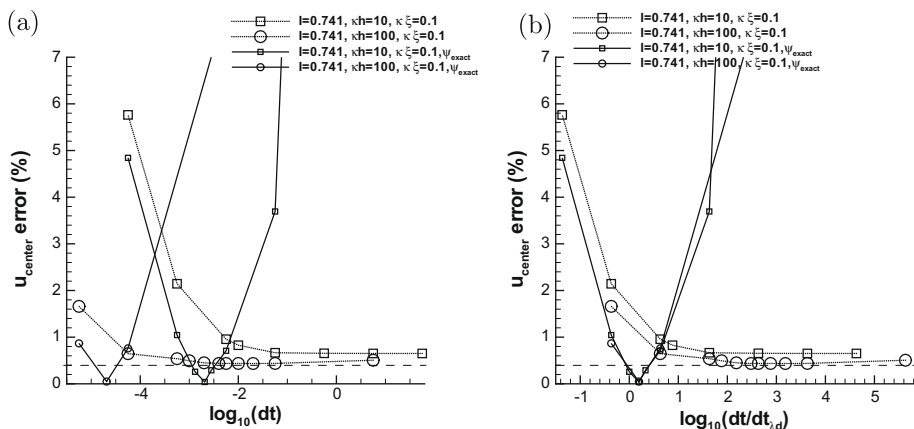 (a)
I=0.741, κh=10, κ ξ=0.1
I=0.741, κh=100, κ ξ=0.1
I=0.741, κh=10, κ ξ=0.1,ψexact
I=0.741, κh=100, κ ξ=0.1,ψexact
7
6
5
4
3
2
1
0
ucenter error (%)
-4
-2
0
log10(dt)
(b)
I=0.741, κh=10, κ ξ=0.1
I=0.741, κh=100, κ ξ=0.1
I=0.741, κh=10, κ ξ=0.1,ψexact
I=0.741, κh=100, κ ξ=0.1,ψexact
7
6
5
4
3
2
1
0
ucenter error (%)
-1
0
1
2
3
4
5
log10(dt/dtλd)